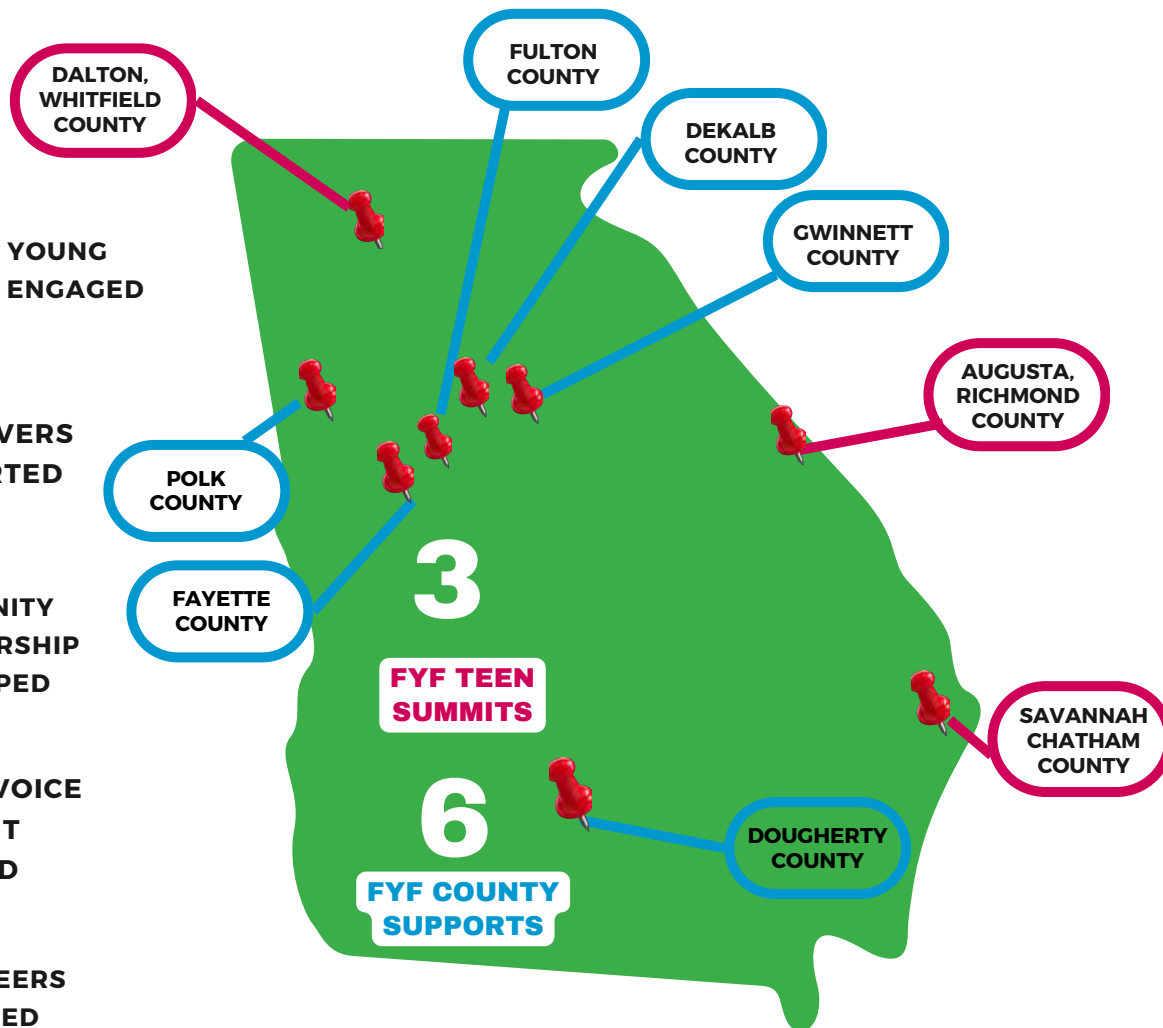 FULTON
COUNTY
DALTON,
WHITFIELD
COUNTY
DEKALB
COUNTY
GWINNETT
COUNTY
YOUNG
ENGAGED
AUGUSTA,
RICHMOND
COUNTY
POLK
COUNTY
FAYETTE
COUNTY
3
FYF TEEN
SUMMITS
SAVANNAH
CHATHAM
COUNTY
VOICE
6
FYF COUNTY
SUPPORTS
DOUGHERTY
COUNTY